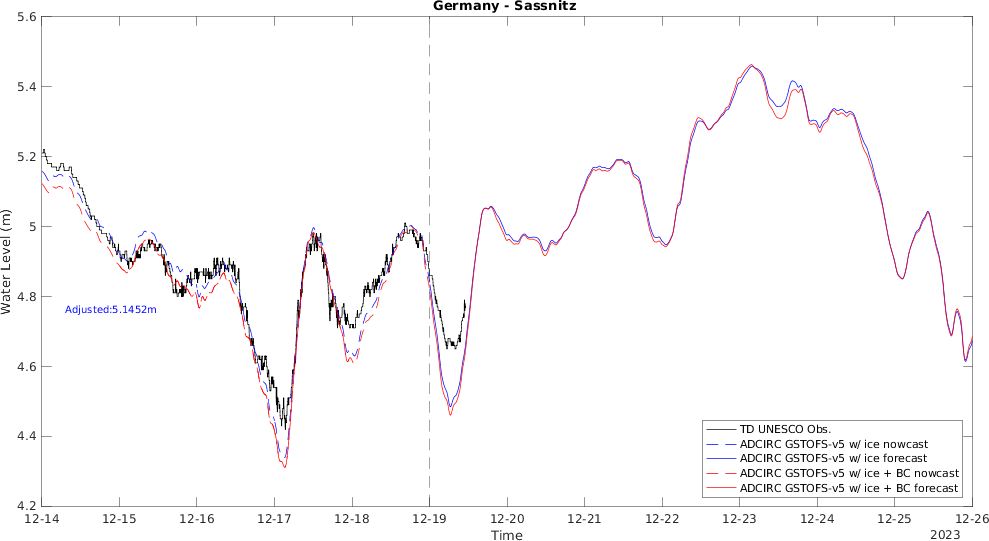 Germany - Sassnitz
5.6
5.4
5.2
5
4.8
4.6
4.4
4.2
Water Level (m)
Adjusted:5.1452m
TD UNESCO Obs.
ADCIRC GSTOFS-v5 w/ ice nowcast
ADCIRC GSTOFS-v5 w/ ice forecast
ADCIRC GSTOFS-v5 w/ ice + BC nowcast
ADCIRC GSTOFS-v5 w/ ice + BC forecast
12-14 12-15 12-16 12-17 12-18 12-19 12-20 12-21 12-22 12-23 12-24 12-25 12-26
Time
2023